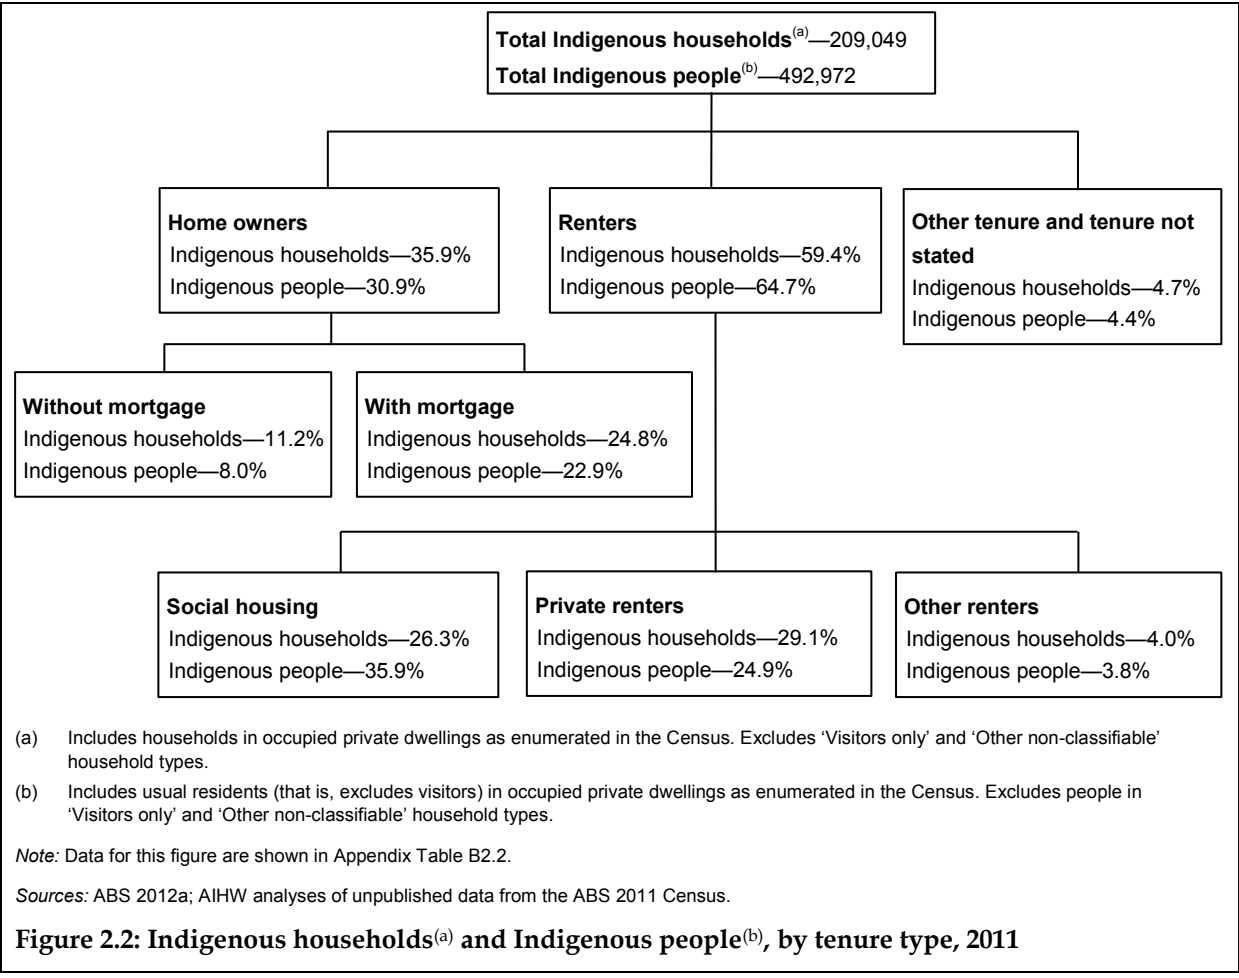 Total Indigenous households(a)—209,049
Total Indigenous people(b)—492,972
Home owners
Indigenous households—35.9%
Indigenous people—30.9%
Renters
Indigenous households—59.4%
Indigenous people—64.7%
Other tenure and tenure not
stated
Indigenous households—4.7%
Indigenous people—4.4%
Without mortgage
Indigenous households—11.2%
Indigenous people—8.0%
With mortgage
Indigenous households—24.8%
Indigenous people—22.9%
Social housing
Indigenous households—26.3%
Indigenous people—35.9%
Private renters
Indigenous households—29.1%
Indigenous people—24.9%
Other renters
Indigenous households—4.0%
Indigenous people—3.8%
(a) Includes households in occupied private dwellings as enumerated in the Census. Excludes ‘Visitors only’ and ‘Other non-classifiable’
household types.
(b) Includes usual residents (that is, excludes visitors) in occupied private dwellings as enumerated in the Census. Excludes people in
‘Visitors only’ and ‘Other non-classifiable’ household types.
Note: Data for this figure are shown in Appendix Table B2.2.
Sources: ABS 2012a; AIHW analyses of unpublished data from the ABS 2011 Census.
Figure 2.2: Indigenous households(a) and Indigenous people(b), by tenure type, 2011